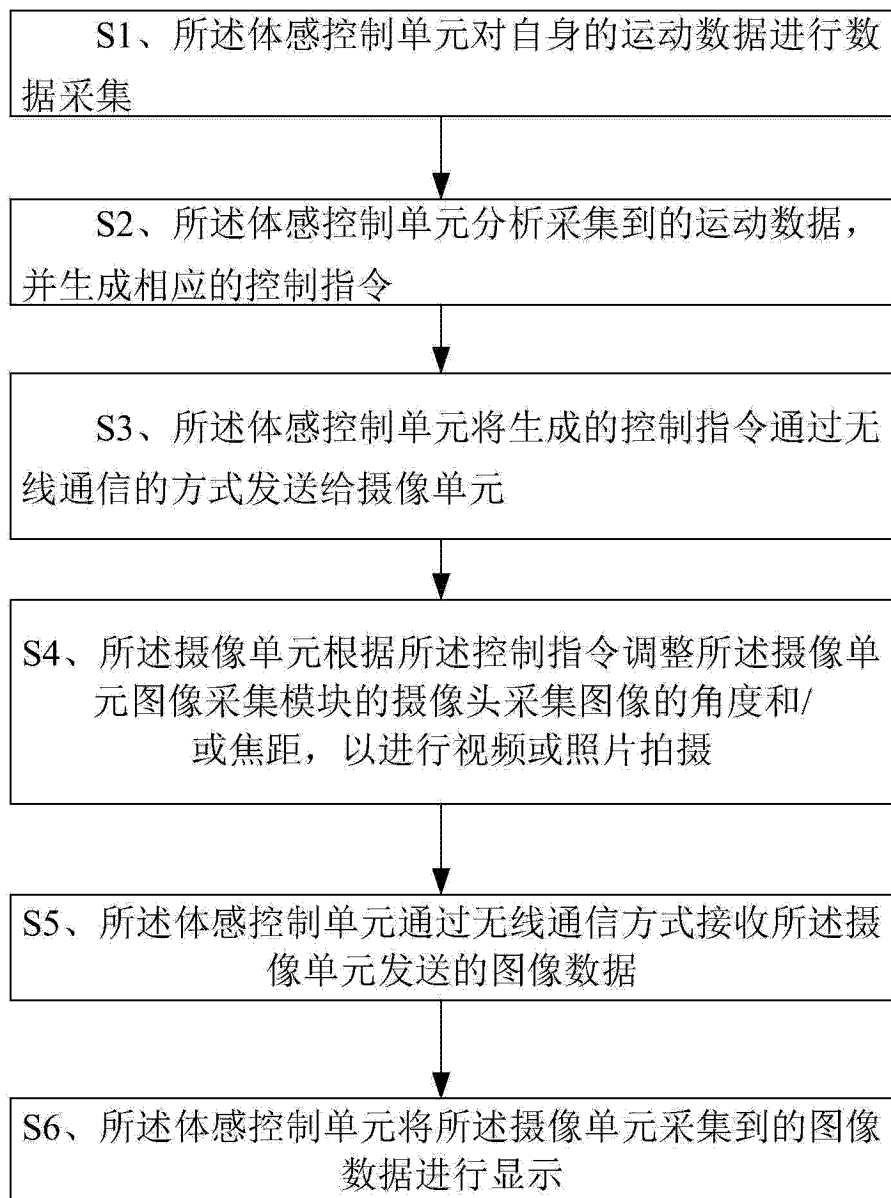 S1、所述体感控制单元对自身的运动数据进行数
据采集
S2、所述体感控制单元分析采集到的运动数据，
并生成相应的控制指令
S3、所述体感控制单元将生成的控制指令通过无
线通信的方式发送给摄像单元
S4、所述摄像单元根据所述控制指令调整所述摄像单
元图像采集模块的摄像头采集图像的角度和/
或焦距，以进行视频或照片拍摄
S5、所述体感控制单元通过无线通信方式接收所述摄
像单元发送的图像数据
S6、所述体感控制单元将所述摄像单元采集到的图像
数据进行显示